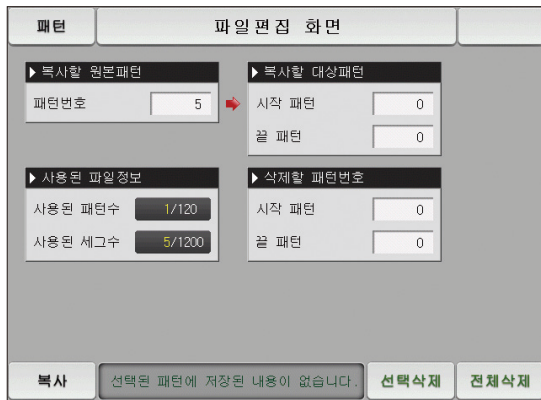 패턴
파일편집 화면
▶ 복사할 원본패턴
패턴번호 5
▶ 복사할 대상패턴
시작 패턴 0
끝 패턴 0
▶ 사용된 파일정보
사용된 패턴수 1/120
사용된 세그수 5/1200
▶ 삭제할 패턴번호
시작 패턴 0
끝 패턴 0
복사
선택된 패턴에 저장된 내용이 없습니다.
선택삭제
전체삭제